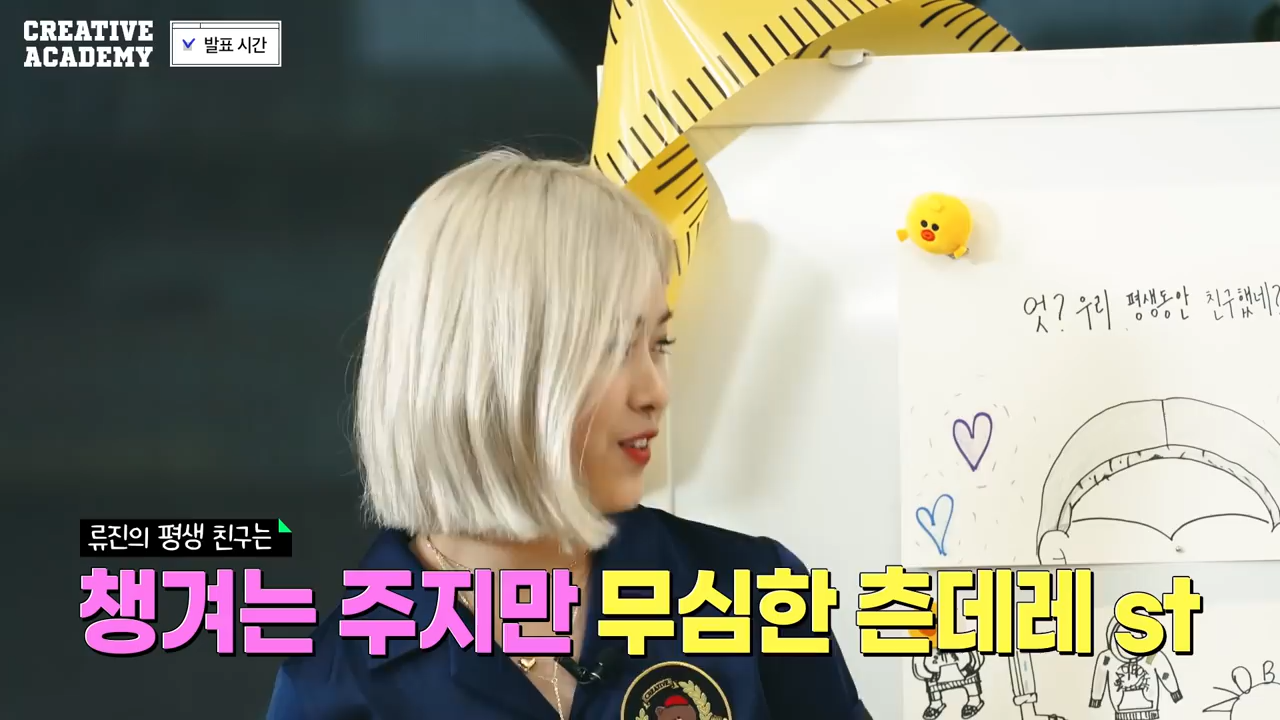 CREATIVE
ACADEMY
발표 시간
엇? 우리 평생동안 친구했네?
류진의 평생 친구는
챙겨는 주지만 무심한 츤데레 st
CREATIVE